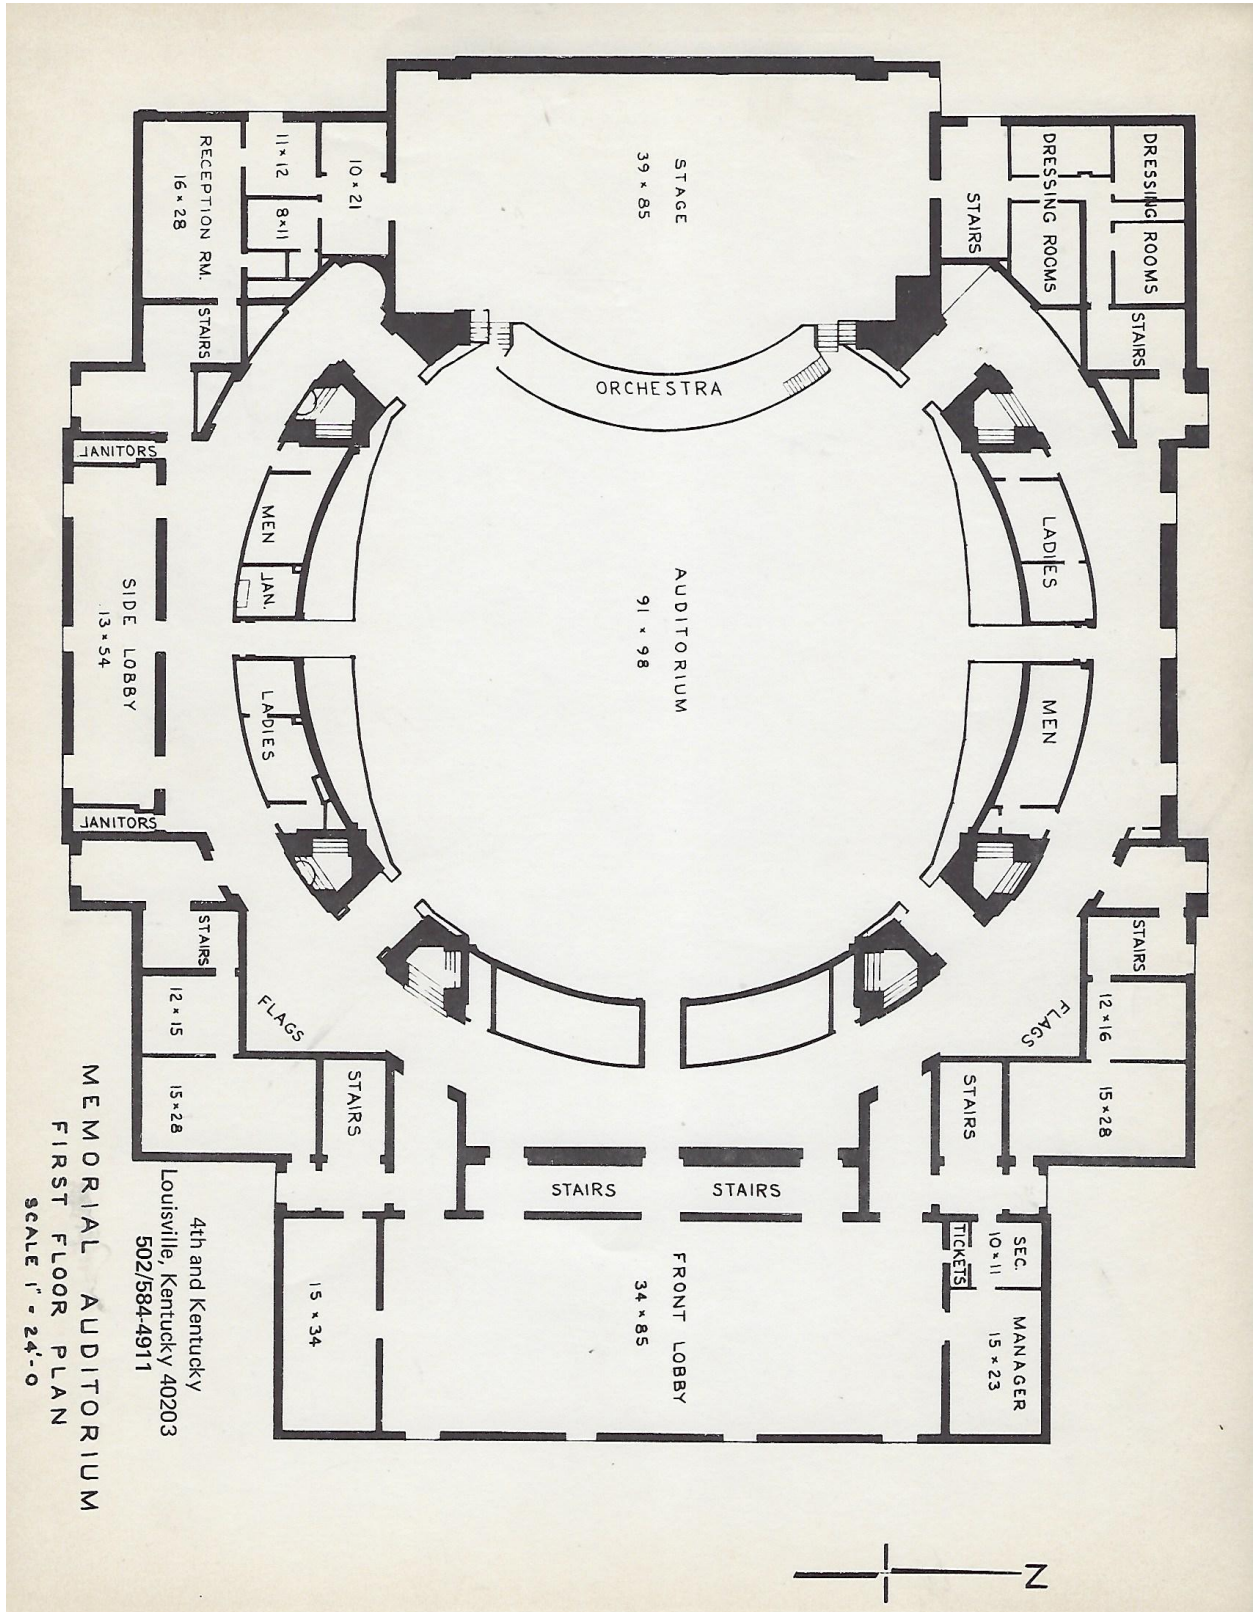 STAGE
39 × 85
11 × 12
10 × 21
8 × 11
RECEPTION RM.
16 × 28
STAIRS
DRESSING ROOMS
DRESSING ROOMS
STAIRS
STAIRS
ORCHESTRA
JANITORS
MEN
JAN.
LADIES
SIDE LOBBY
13 × 54
AUDITORIUM
91 × 98
LADIES
MEN
JANITORS
STAIRS
12 × 15
FLAGS
15 × 28
STAIRS
STAIRS
12 × 16
FLAGS
15 × 28
STAIRS
STAIRS
STAIRS
15 × 34
FRONT LOBBY
34 × 85
TICKETS
SEC.
10 × 11
MANAGER
15 × 23
4th and Kentucky
Louisville, Kentucky 40203
502/584-4911
MEMORIAL AUDITORIUM
FIRST FLOOR PLAN
SCALE 1" = 24'-0
N